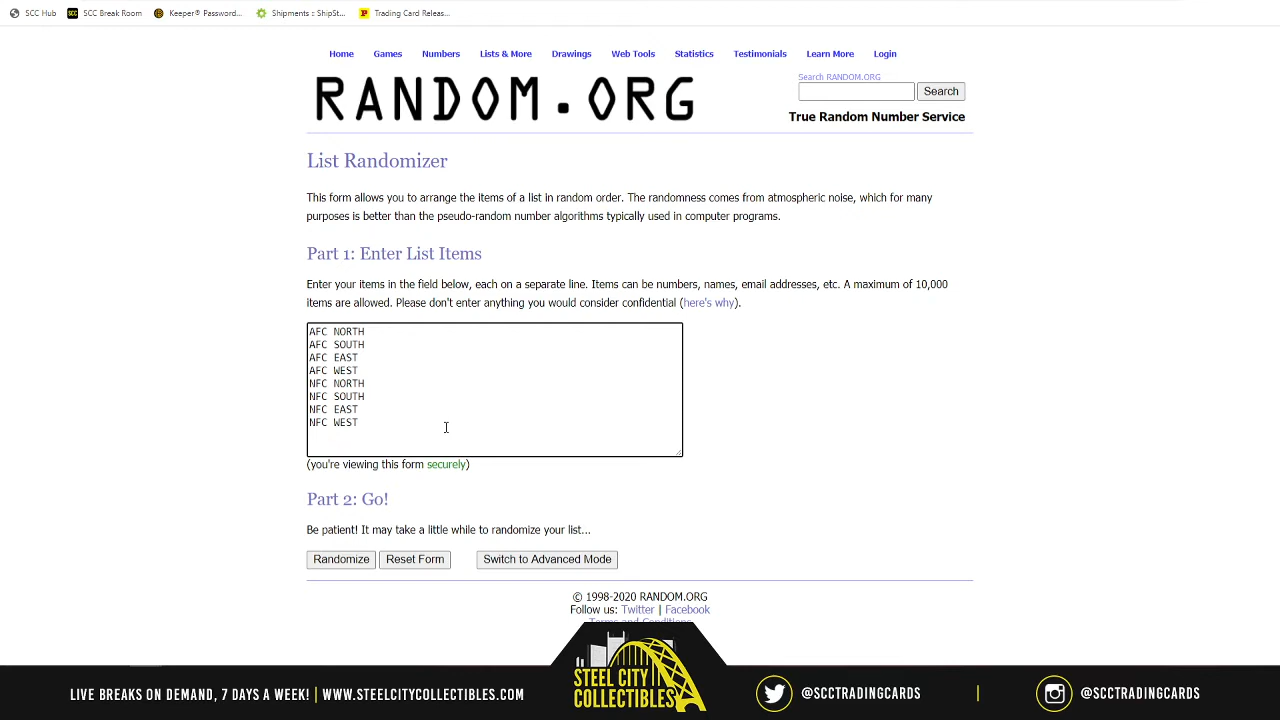 SCC Hub SCC Break Room Keeper® Password... Shipments :: ShipSt... Trading Card Releas...
Home Games Numbers Lists & More Drawings Web Tools Statistics Testimonials Learn More Login
RANDOM.ORG
Search RANDOM.ORG
Search
True Random Number Service
List Randomizer
This form allows you to arrange the items of a list in random order. The randomness comes from atmospheric noise, which for many
purposes is better than the pseudo-random number algorithms typically used in computer programs.
Part 1: Enter List Items
Enter your items in the field below, each on a separate line. Items can be numbers, names, email addresses, etc. A maximum of 10,000
items are allowed. Please don't enter anything you would consider confidential (here's why).
AFC NORTH
AFC SOUTH
AFC EAST
AFC WEST
NFC NORTH
NFC SOUTH
NFC EAST
NFC WEST
(you're viewing this form securely)
Part 2: Go!
Be patient! It may take a little while to randomize your list...
Randomize Reset Form Switch to Advanced Mode
© 1998-2020 RANDOM.ORG
Follow us: Twitter | Facebook
Terms and Conditions
STEEL CITY
COLLECTIBLES
LIVE BREAKS ON DEMAND, 7 DAYS A WEEK! | WWW.STEELCITYCOLLECTIBLES.COM
@SCCTRADINGCARDS | @SCCTRADINGCARDS